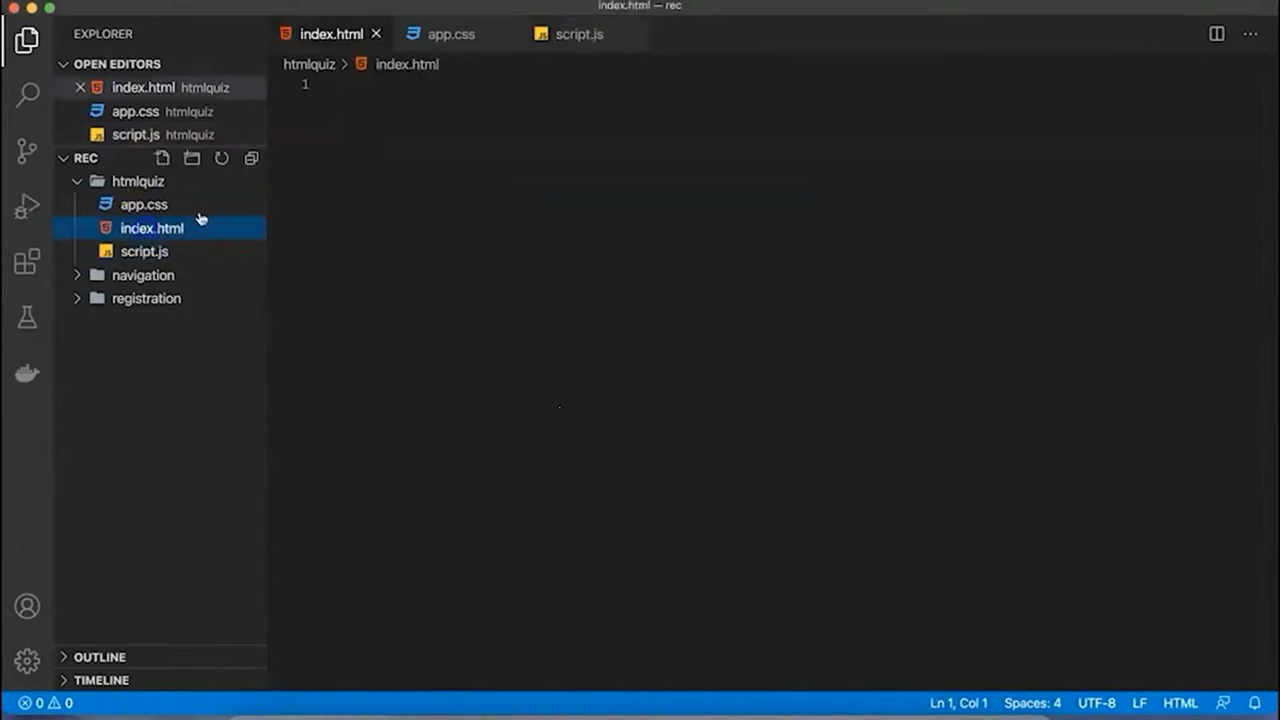 index.html — rec
EXPLORER
OPEN EDITORS
index.html htmlquiz
app.css htmlquiz
script.js htmlquiz
REC
htmlquiz
app.css
index.html
script.js
navigation
registration
OUTLINE
TIMELINE
index.html
app.css
script.js
htmlquiz > index.html
1
0 0
Ln 1, Col 1 Spaces: 4 UTF-8 LF HTML